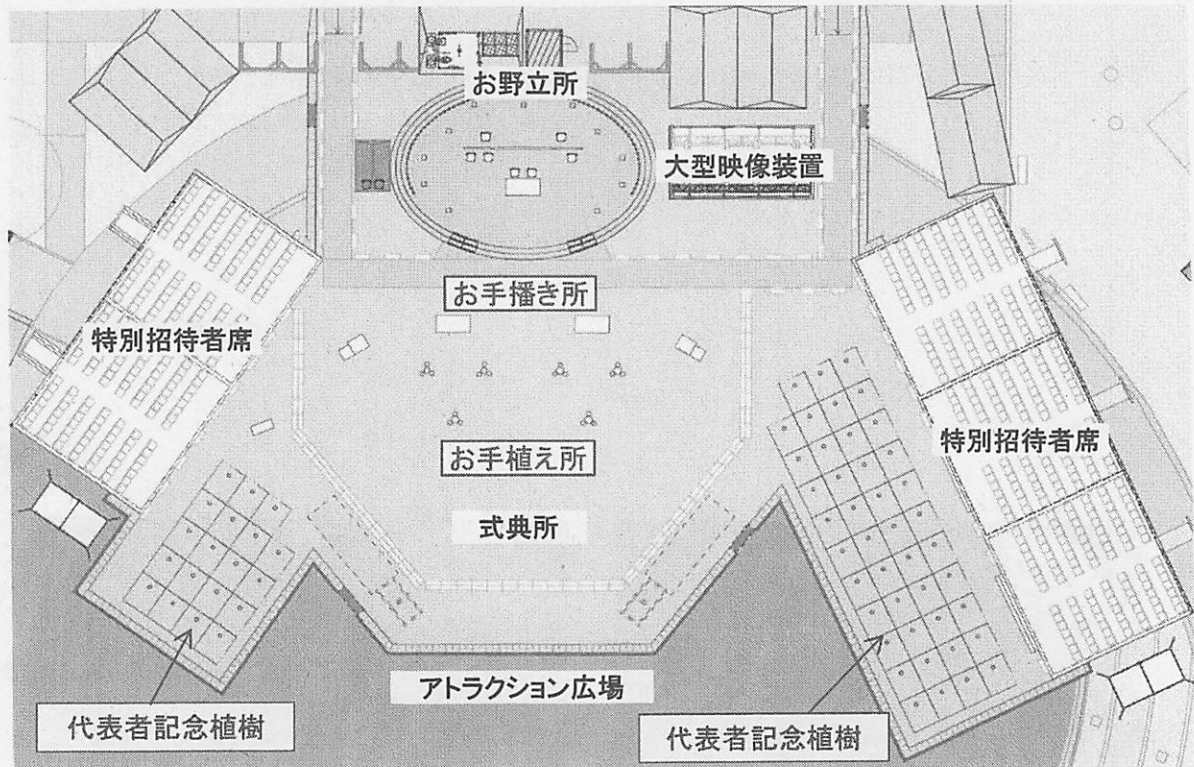 お野立所
大型映像装置
お手播き所
特別招待者席
特別招待者席
お手植え所
式典所
アトラクション広場
代表者記念植樹
代表者記念植樹